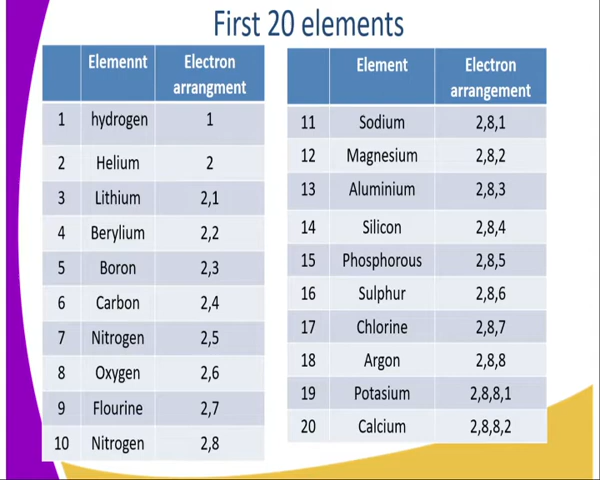 First 20 elements
Elemennt Electron arrangment
1 hydrogen 1
2 Helium 2
3 Lithium 2,1
4 Berylium 2,2
5 Boron 2,3
6 Carbon 2,4
7 Nitrogen 2,5
8 Oxygen 2,6
9 Flourine 2,7
10 Nitrogen 2,8
Element Electron arrangement
11 Sodium 2,8,1
12 Magnesium 2,8,2
13 Aluminium 2,8,3
14 Silicon 2,8,4
15 Phosphorous 2,8,5
16 Sulphur 2,8,6
17 Chlorine 2,8,7
18 Argon 2,8,8
19 Potasium 2,8,8,1
20 Calcium 2,8,8,2